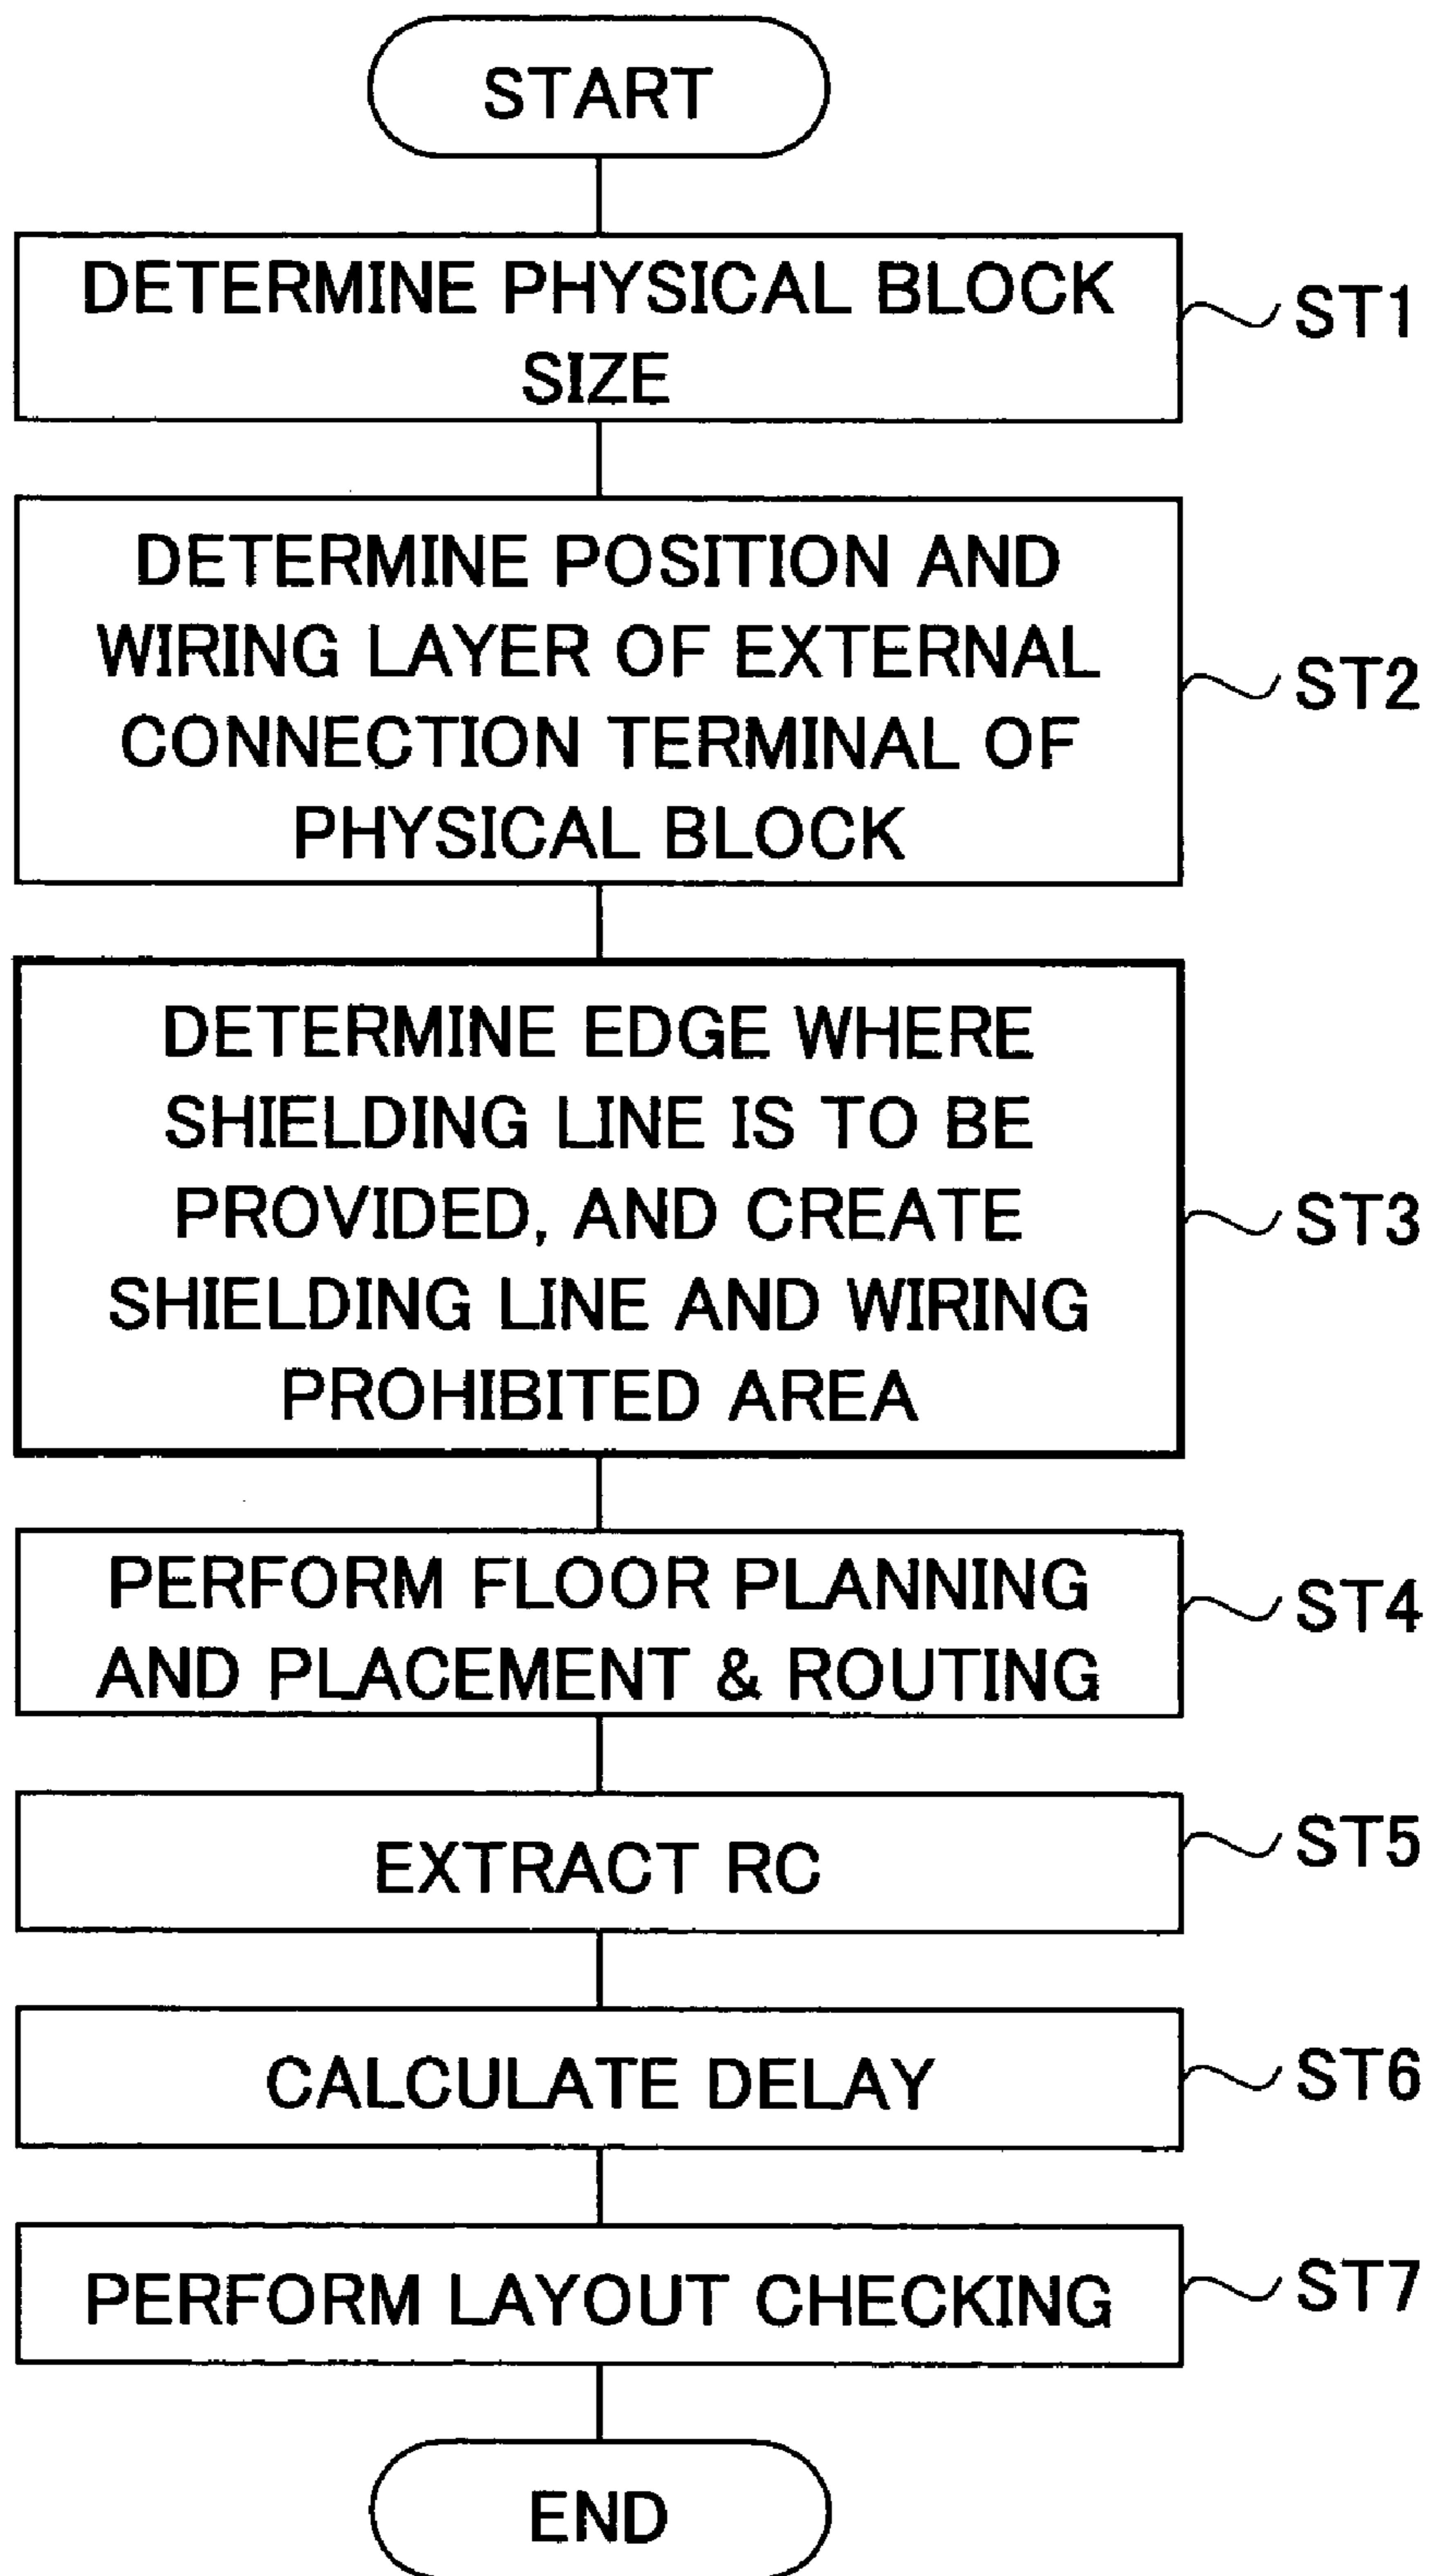 START
DETERMINE PHYSICAL BLOCK
SIZE
ST1
DETERMINE POSITION AND
WIRING LAYER OF EXTERNAL
CONNECTION TERMINAL OF
PHYSICAL BLOCK
ST2
DETERMINE EDGE WHERE
SHIELDING LINE IS TO BE
PROVIDED, AND CREATE
SHIELDING LINE AND WIRING
PROHIBITED AREA
ST3
PERFORM FLOOR PLANNING
AND PLACEMENT & ROUTING
ST4
EXTRACT RC
ST5
CALCULATE DELAY
ST6
PERFORM LAYOUT CHECKING
ST7
END